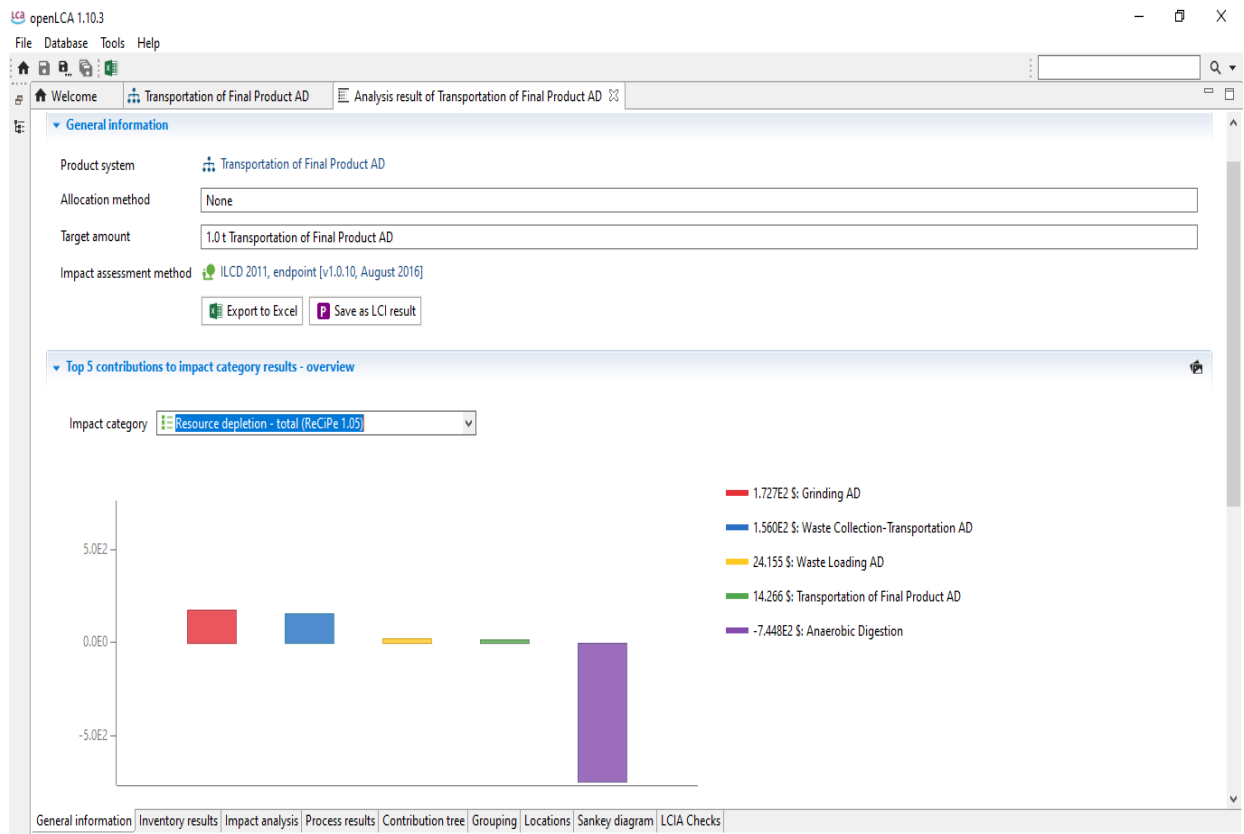 LCA openLCA 1.10.3
File Database Tools Help
Welcome Transportation of Final Product AD Analysis result of Transportation of Final Product AD
General information
Product system Transportation of Final Product AD
Allocation method None
Target amount 1.0 t Transportation of Final Product AD
Impact assessment method ILCD 2011, endpoint [v1.0.10, August 2016]
Export to Excel P Save as LCI result
Top 5 contributions to impact category results - overview
Impact category Resource depletion - total (ReCiPe 1.05)
1.727E2 $: Grinding AD
1.560E2 $: Waste Collection-Transportation AD
5.0E2
24.155 $: Waste Loading AD
14.266 $: Transportation of Final Product AD
-7.448E2 $: Anaerobic Digestion
0.0E0
-5.0E2
General information Inventory results Impact analysis Process results Contribution tree Grouping Locations Sankey diagram LCIA Checks